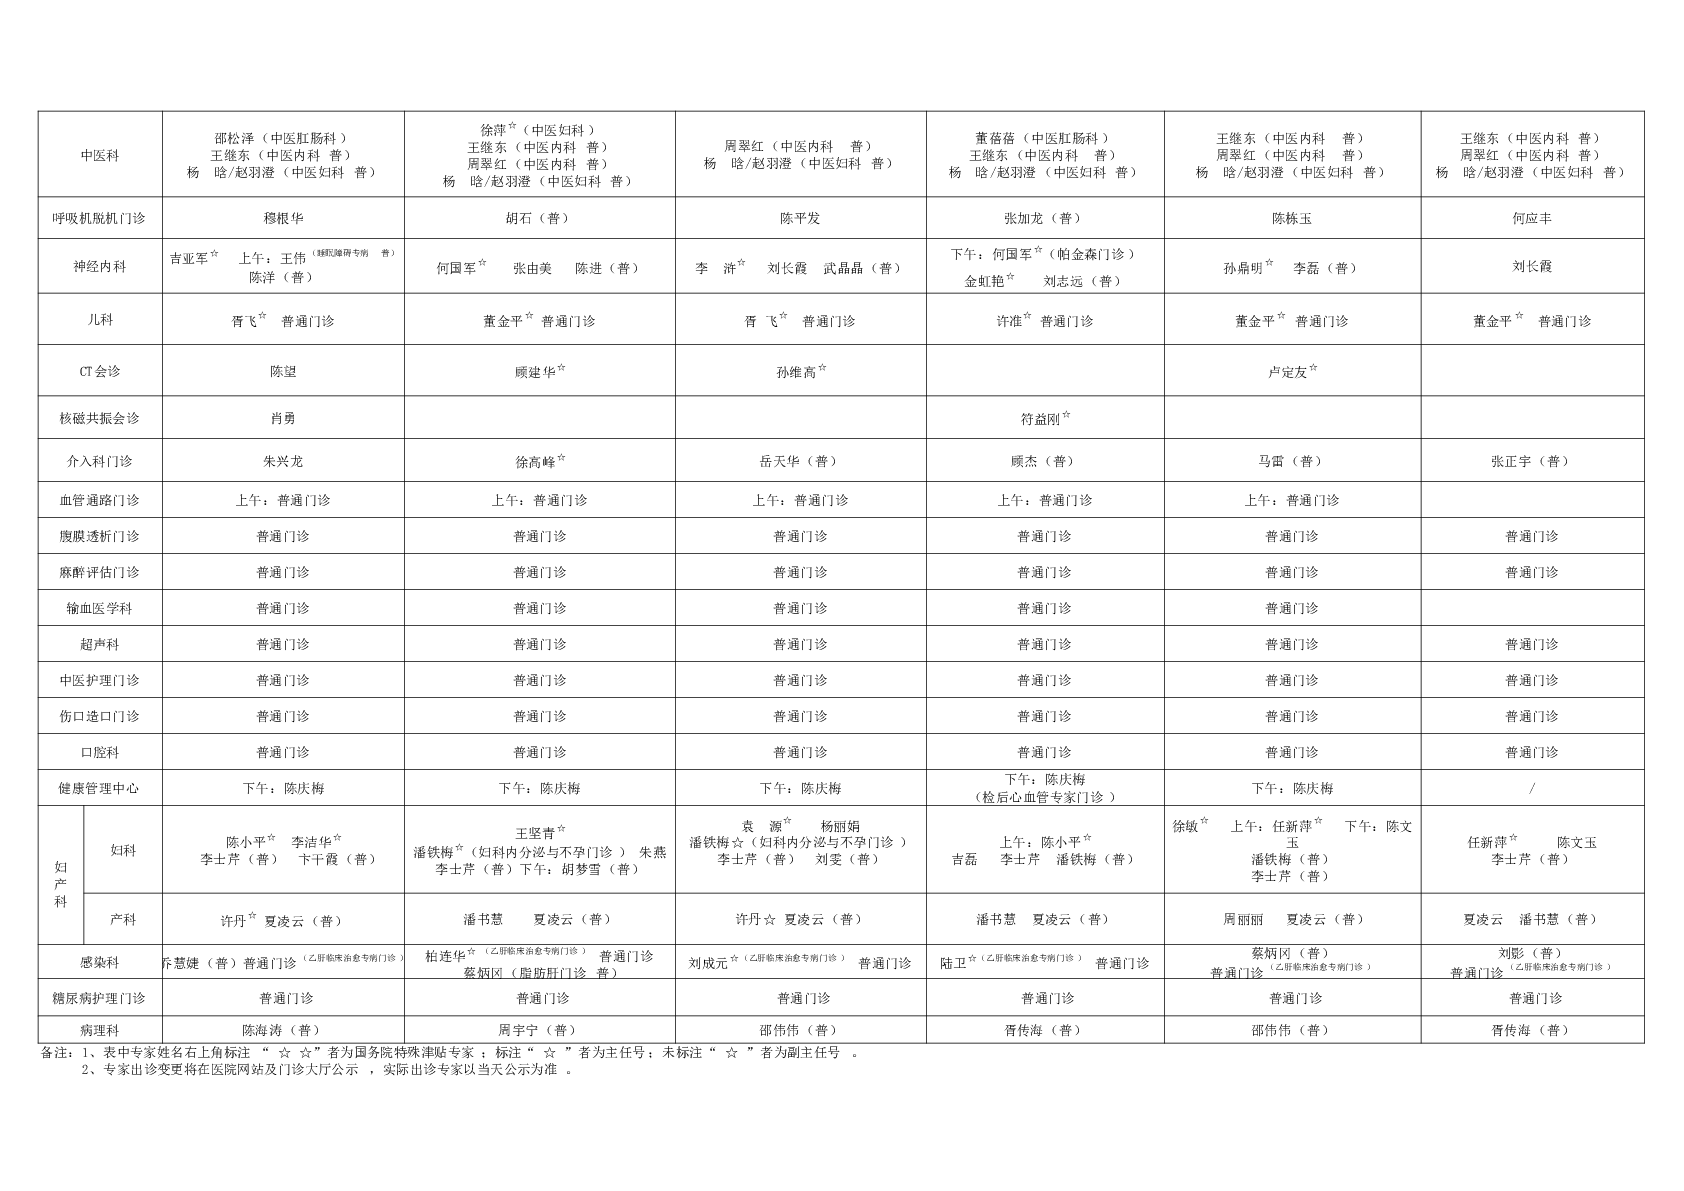 中医科
邵松泽（中医肛肠科）
王继东（中医内科 普）
杨 晗/赵羽澄（中医妇科 普）
徐萍☆（中医妇科）
王继东（中医内科 普）
周翠红（中医内科 普）
杨 晗/赵羽澄（中医妇科 普）
周翠红（中医内科 普）
杨 晗/赵羽澄（中医妇科 普）
董蓓蓓（中医肛肠科）
王继东（中医内科 普）
杨 晗/赵羽澄（中医妇科 普）
王继东（中医内科 普）
周翠红（中医内科 普）
杨 晗/赵羽澄（中医妇科 普）
王继东（中医内科 普）
周翠红（中医内科 普）
杨 晗/赵羽澄（中医妇科 普）
呼吸机脱机门诊 穆根华 胡石（普） 陈平发 张加龙（普） 陈栋玉 何应丰
神经内科
吉亚军☆ 上午：王伟（睡眠障碍专病 普）
陈洋（普）
何国军☆ 张由美 陈进（普）
李 浒☆ 刘长霞 武晶晶（普）
下午：何国军☆（帕金森门诊）
金虹艳☆ 刘志远（普）
孙鼎明☆ 李磊（普）
刘长霞
儿科 胥飞☆ 普通门诊 董金平☆ 普通门诊 胥 飞☆ 普通门诊 许准☆ 普通门诊 董金平☆ 普通门诊 董金平☆ 普通门诊
CT会诊 陈望 顾建华☆ 孙维高☆ 卢定友☆
核磁共振会诊 肖勇 符益刚☆
介入科门诊 朱兴龙 徐高峰☆ 岳天华（普） 顾杰（普） 马雷（普） 张正宇（普）
血管通路门诊 上午：普通门诊 上午：普通门诊 上午：普通门诊 上午：普通门诊 上午：普通门诊
腹膜透析门诊 普通门诊 普通门诊 普通门诊 普通门诊 普通门诊 普通门诊
麻醉评估门诊 普通门诊 普通门诊 普通门诊 普通门诊 普通门诊 普通门诊
输血医学科 普通门诊 普通门诊 普通门诊 普通门诊 普通门诊
超声科 普通门诊 普通门诊 普通门诊 普通门诊 普通门诊 普通门诊
中医护理门诊 普通门诊 普通门诊 普通门诊 普通门诊 普通门诊 普通门诊
伤口造口门诊 普通门诊 普通门诊 普通门诊 普通门诊 普通门诊 普通门诊
口腔科 普通门诊 普通门诊 普通门诊 普通门诊 普通门诊 普通门诊
健康管理中心 下午：陈庆梅 下午：陈庆梅 下午：陈庆梅
下午：陈庆梅
（检后心血管专家门诊）
下午：陈庆梅 /
妇产科
妇科
陈小平☆ 李洁华☆
李士芹（普） 卞干霞（普）
王坚青☆
潘铁梅☆（妇科内分泌与不孕门诊） 朱燕
李士芹（普）下午：胡梦雪（普）
袁 源☆ 杨丽娟
潘铁梅☆（妇科内分泌与不孕门诊）
李士芹（普） 刘雯（普）
上午：陈小平☆
吉磊 李士芹 潘铁梅（普）
徐敏☆ 上午：任新萍☆ 下午：陈文
玉
潘铁梅（普）
李士芹（普）
任新萍☆ 陈文玉
李士芹（普）
产科 许丹☆ 夏凌云（普） 潘书慧 夏凌云（普） 许丹☆ 夏凌云（普） 潘书慧 夏凌云（普） 周丽丽 夏凌云（普） 夏凌云 潘书慧（普）
感染科
乔慧婕（普）普通门诊（乙肝临床治愈专病门诊）
柏连华☆（乙肝临床治愈专病门诊） 普通门诊
蔡炳冈（脂肪肝门诊 普）
刘成元☆（乙肝临床治愈专病门诊） 普通门诊
陆卫☆（乙肝临床治愈专病门诊） 普通门诊
蔡炳冈（普）
普通门诊（乙肝临床治愈专病门诊）
刘影（普）
普通门诊（乙肝临床治愈专病门诊）
糖尿病护理门诊 普通门诊 普通门诊 普通门诊 普通门诊 普通门诊 普通门诊
病理科 陈海涛（普） 周宇宁（普） 邵伟伟（普） 胥传海（普） 邵伟伟（普） 胥传海（普）
备注：1、表中专家姓名右上角标注 “ ☆ ☆”者为国务院特殊津贴专家；标注“ ☆ ”者为主任号；未标注“ ☆ ”者为副主任号 。
2、专家出诊变更将在医院网站及门诊大厅公示 ，实际出诊专家以当天公示为准 。